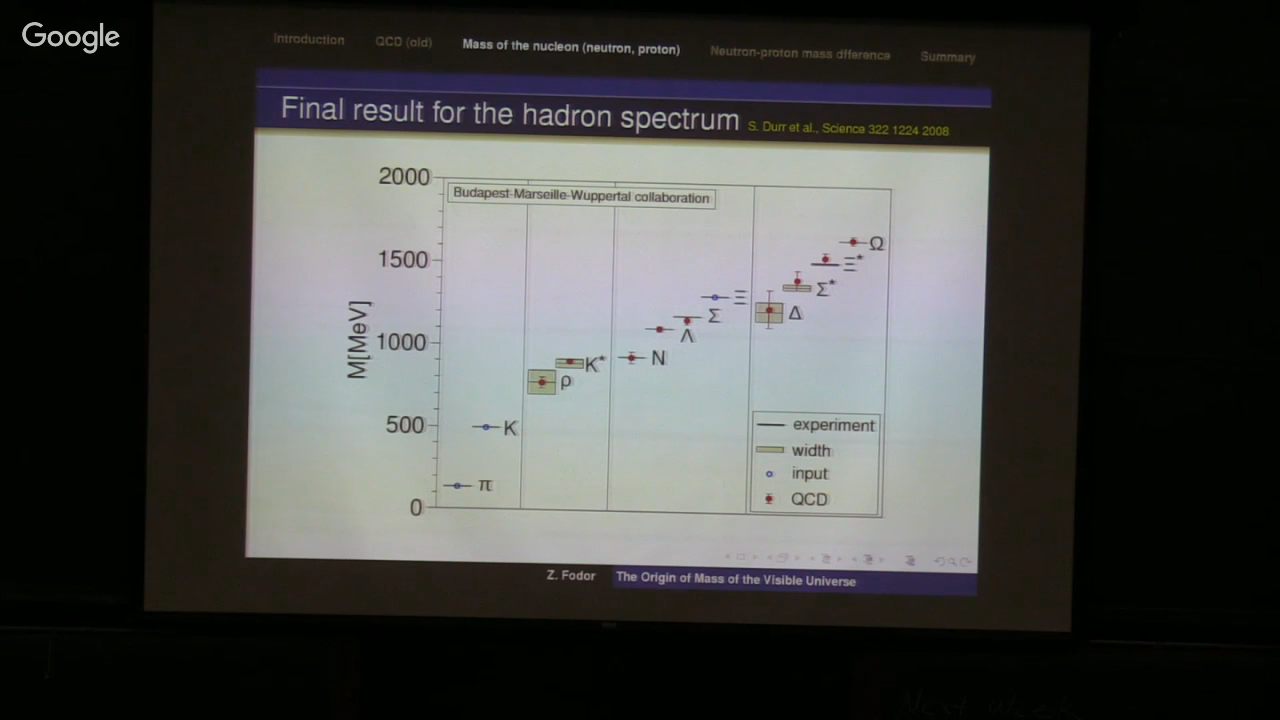 Google
Introduction QCD (old) Mass of the nucleon (neutron, proton) Neutron-proton mass difference Summary
Final result for the hadron spectrum S. Durr et al., Science 322 1224 2008
2000
1500
1000
500
0
M[MeV]
Budapest-Marseille-Wuppertal collaboration
π
K
ρ
K*
N
Λ
Σ
Ξ
Δ
Σ*
Ξ*
Ω
experiment
width
input
QCD
Z. Fodor The Origin of Mass of the Visible Universe